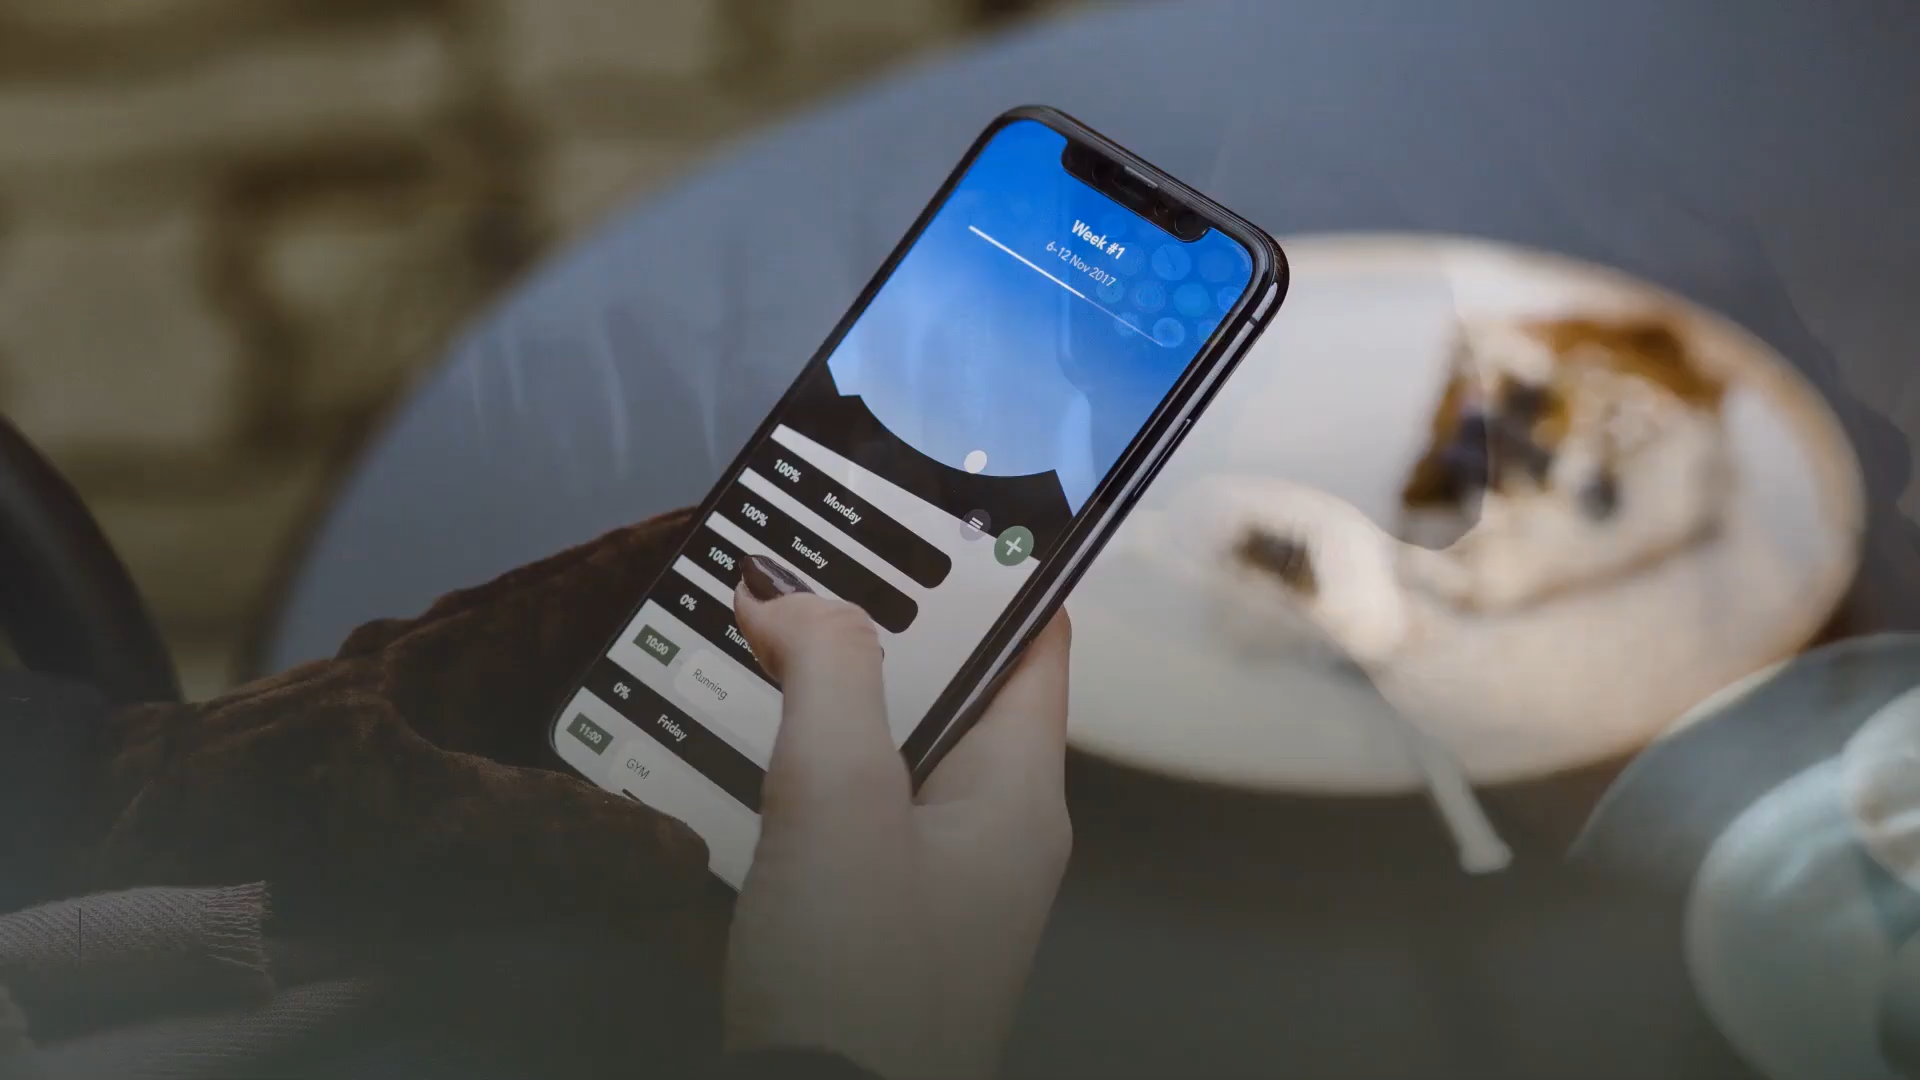 Week #1
6-12 Nov 2017
100% Monday
100% Tuesday
100%
0% Thursd
10:00 Running
0% Friday
11:00 GYM